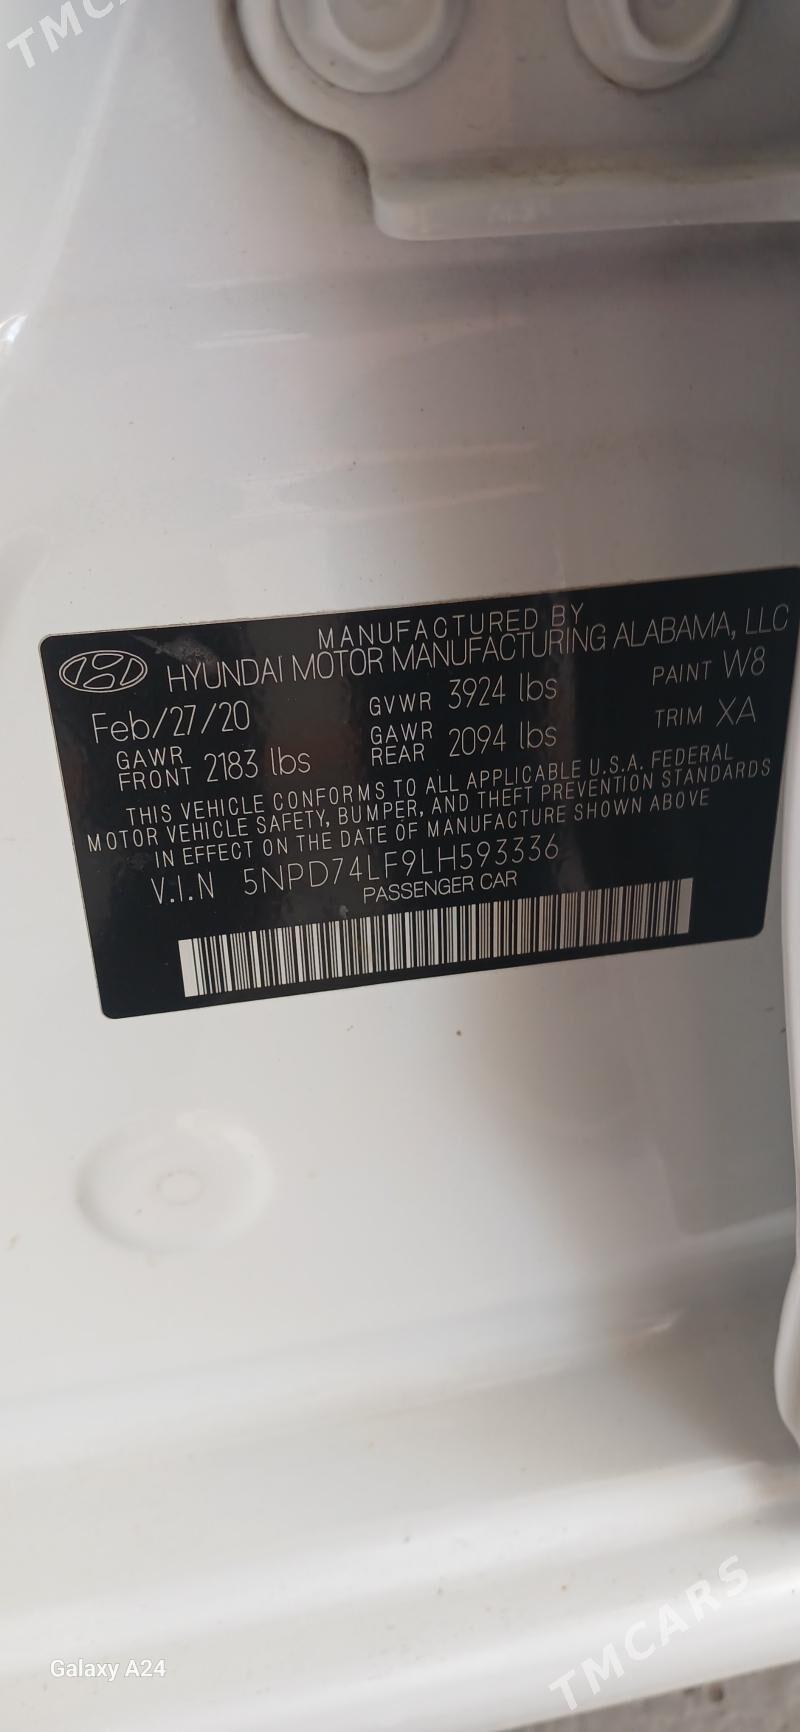 TMCARS
MANUFACTURED BY
HYUNDAI MOTOR MANUFACTURING ALABAMA, LLC
Feb/27/20 GVWR 3924 lbs PAINT W8
GAWR FRONT 2183 lbs GAWR REAR 2094 lbs TRIM XA
THIS VEHICLE CONFORMS TO ALL APPLICABLE U.S.A. FEDERAL
MOTOR VEHICLE SAFETY, BUMPER, AND THEFT PREVENTION STANDARDS
IN EFFECT ON THE DATE OF MANUFACTURE SHOWN ABOVE
V.I.N 5NPD74LF9LH593336
PASSENGER CAR
Galaxy A24
TMCARS